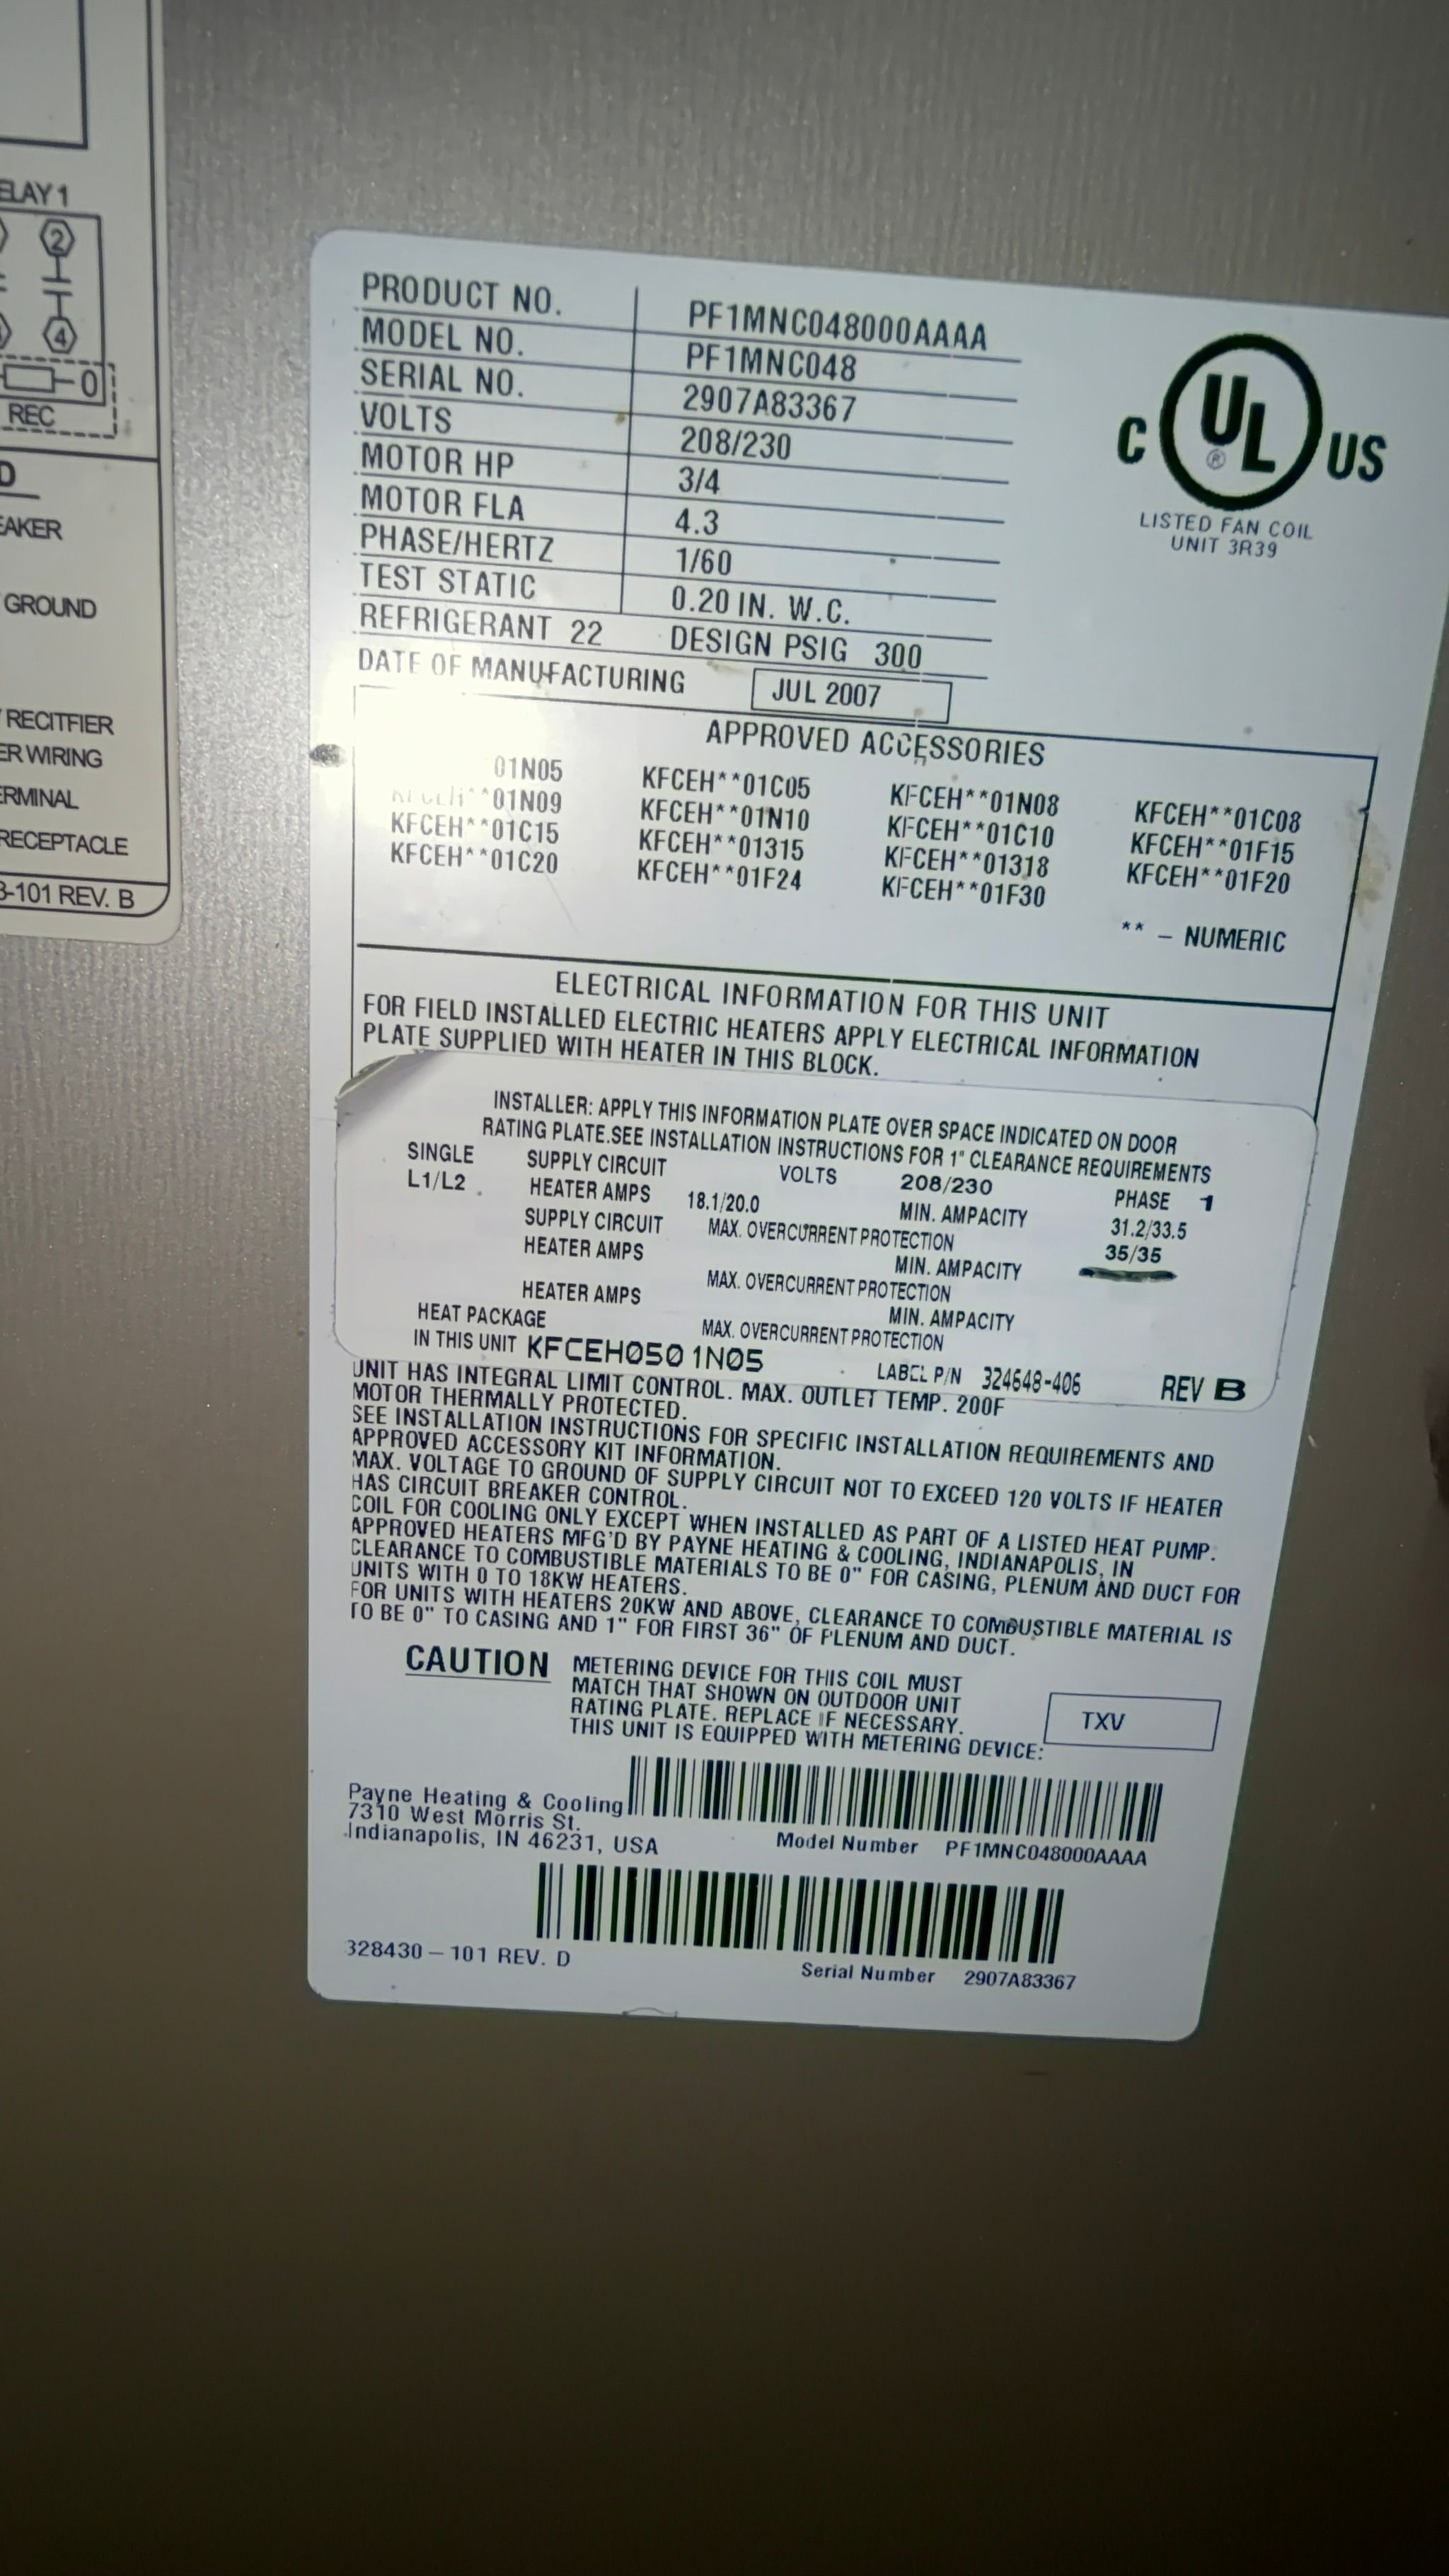 ELAY 1
2
4
0
REC
D
EAKER
GROUND
RECITFIER
ER WIRING
ERMINAL
RECEPTACLE
3-101 REV. B
PRODUCT NO. PF1MNC048000AAAA
MODEL NO. PF1MNC048
SERIAL NO. 2907A83367
VOLTS 208/230
MOTOR HP 3/4
MOTOR FLA 4.3
PHASE/HERTZ 1/60
TEST STATIC 0.20 IN. W.C.
REFRIGERANT 22 DESIGN PSIG 300
DATE OF MANUFACTURING JUL 2007
C UL ® US
LISTED FAN COIL
UNIT 3R39
APPROVED ACCESSORIES
01N05 KFCEH**01C05 KFCEH**01N08 KFCEH**01C08
KFCEH**01N09 KFCEH**01N10 KFCEH**01C10 KFCEH**01F15
KFCEH**01C15 KFCEH**01315 KFCEH**01318 KFCEH**01F20
KFCEH**01C20 KFCEH**01F24 KFCEH**01F30
** – NUMERIC
ELECTRICAL INFORMATION FOR THIS UNIT
FOR FIELD INSTALLED ELECTRIC HEATERS APPLY ELECTRICAL INFORMATION
PLATE SUPPLIED WITH HEATER IN THIS BLOCK.
INSTALLER: APPLY THIS INFORMATION PLATE OVER SPACE INDICATED ON DOOR
RATING PLATE.SEE INSTALLATION INSTRUCTIONS FOR 1" CLEARANCE REQUIREMENTS
SINGLE SUPPLY CIRCUIT VOLTS 208/230 PHASE 1
L1/L2 HEATER AMPS 18.1/20.0 MIN. AMPACITY 31.2/33.5
SUPPLY CIRCUIT MAX. OVERCURRENT PROTECTION 35/35
HEATER AMPS MIN. AMPACITY
MAX. OVERCURRENT PROTECTION
HEATER AMPS MIN. AMPACITY
HEAT PACKAGE MAX. OVERCURRENT PROTECTION
IN THIS UNIT KFCEH0501N05 LABEL P/N 324648-406 REV B
UNIT HAS INTEGRAL LIMIT CONTROL. MAX. OUTLET TEMP. 200F
MOTOR THERMALLY PROTECTED.
SEE INSTALLATION INSTRUCTIONS FOR SPECIFIC INSTALLATION REQUIREMENTS AND
APPROVED ACCESSORY KIT INFORMATION.
MAX. VOLTAGE TO GROUND OF SUPPLY CIRCUIT NOT TO EXCEED 120 VOLTS IF HEATER
HAS CIRCUIT BREAKER CONTROL.
COIL FOR COOLING ONLY EXCEPT WHEN INSTALLED AS PART OF A LISTED HEAT PUMP.
APPROVED HEATERS MFG'D BY PAYNE HEATING & COOLING, INDIANAPOLIS, IN
CLEARANCE TO COMBUSTIBLE MATERIALS TO BE 0" FOR CASING, PLENUM AND DUCT FOR
UNITS WITH 0 TO 18KW HEATERS.
FOR UNITS WITH HEATERS 20KW AND ABOVE, CLEARANCE TO COMBUSTIBLE MATERIAL IS
TO BE 0" TO CASING AND 1" FOR FIRST 36" OF PLENUM AND DUCT.
CAUTION METERING DEVICE FOR THIS COIL MUST
MATCH THAT SHOWN ON OUTDOOR UNIT
RATING PLATE. REPLACE IF NECESSARY.
THIS UNIT IS EQUIPPED WITH METERING DEVICE: TXV
Payne Heating & Cooling
7310 West Morris St.
Indianapolis, IN 46231, USA
Model Number PF1MNC048000AAAA
328430 – 101 REV. D
Serial Number 2907A83367